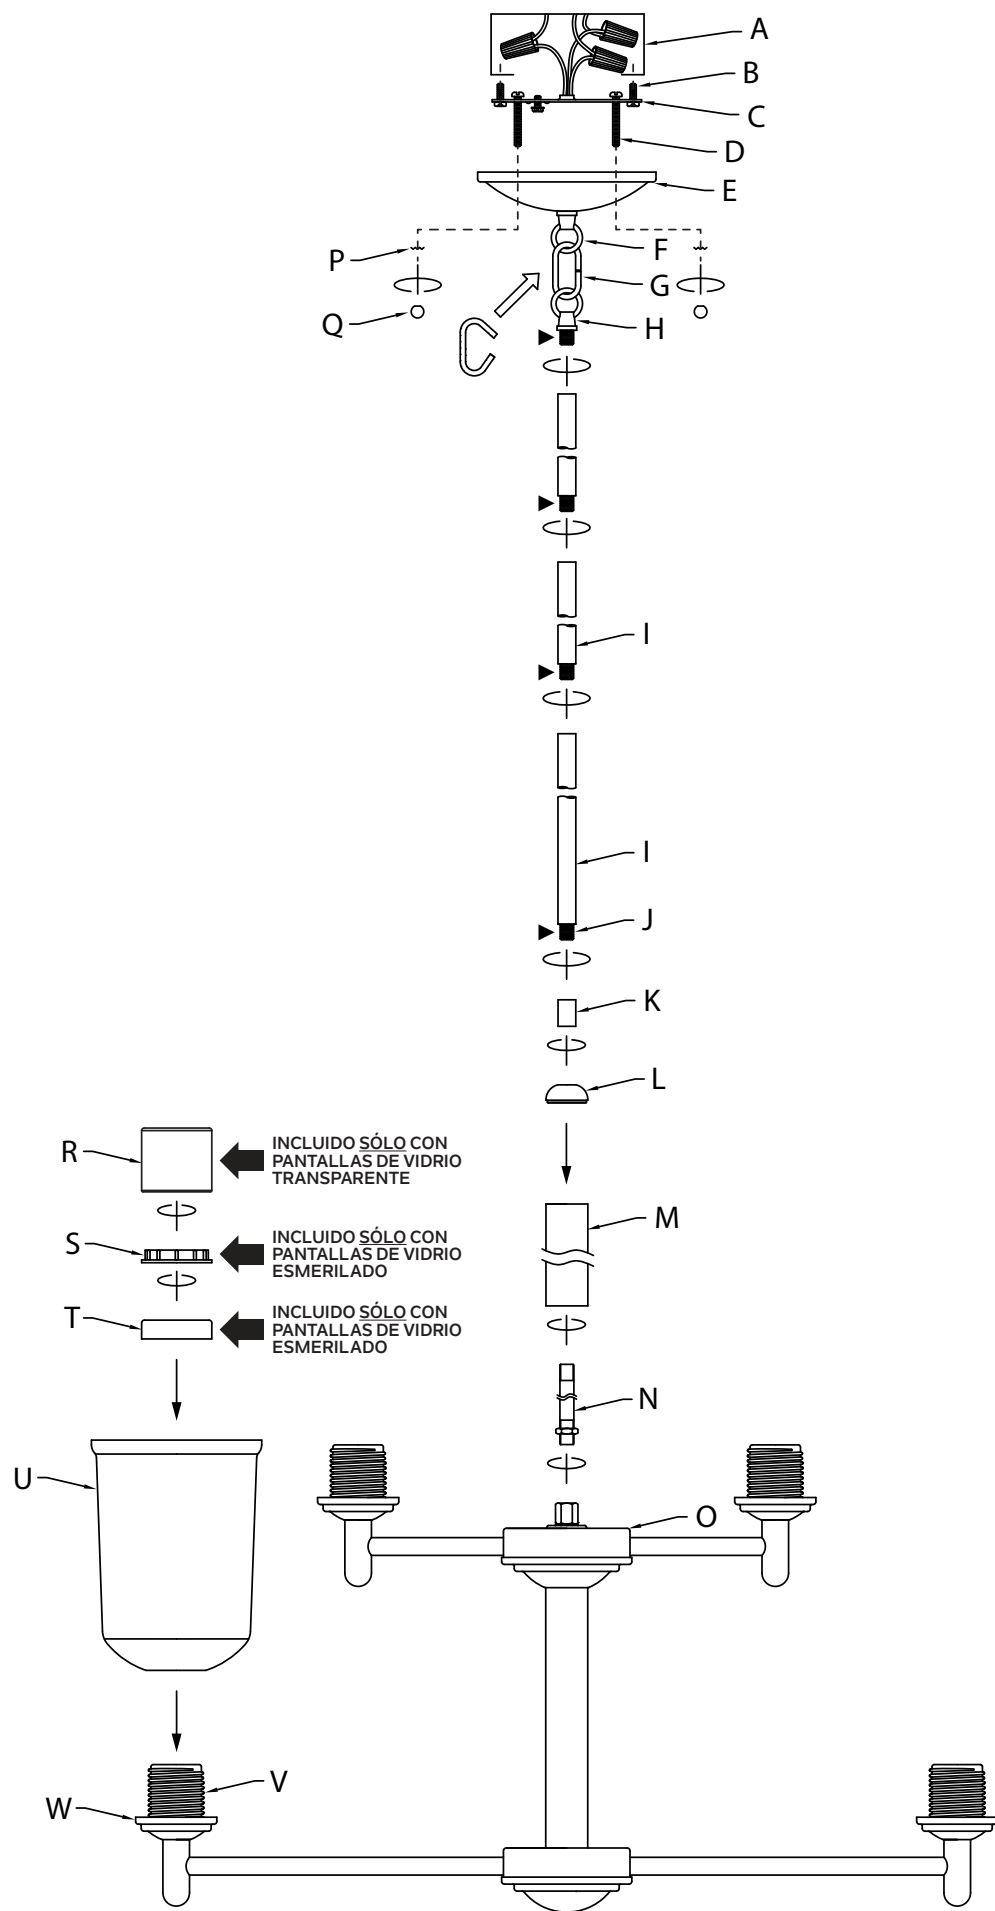 A
B
C
D
E
F
P
G
Q
H
I
I
J
K
L
R
INCLUIDO SÓLO CON
PANTALLAS DE VIDRIO
TRANSPARENTE
M
S
INCLUIDO SÓLO CON
PANTALLAS DE VIDRIO
ESMERILADO
T
INCLUIDO SÓLO CON
PANTALLAS DE VIDRIO
ESMERILADO
N
U
O
V
W